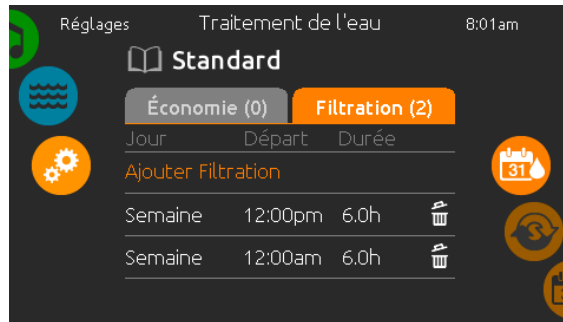 Réglages Traitement de l'eau 8:01am
Standard
Économie (0) Filtration (2)
Jour Départ Durée
Ajouter Filtration
31
Semaine 12:00pm 6.0h
Semaine 12:00am 6.0h